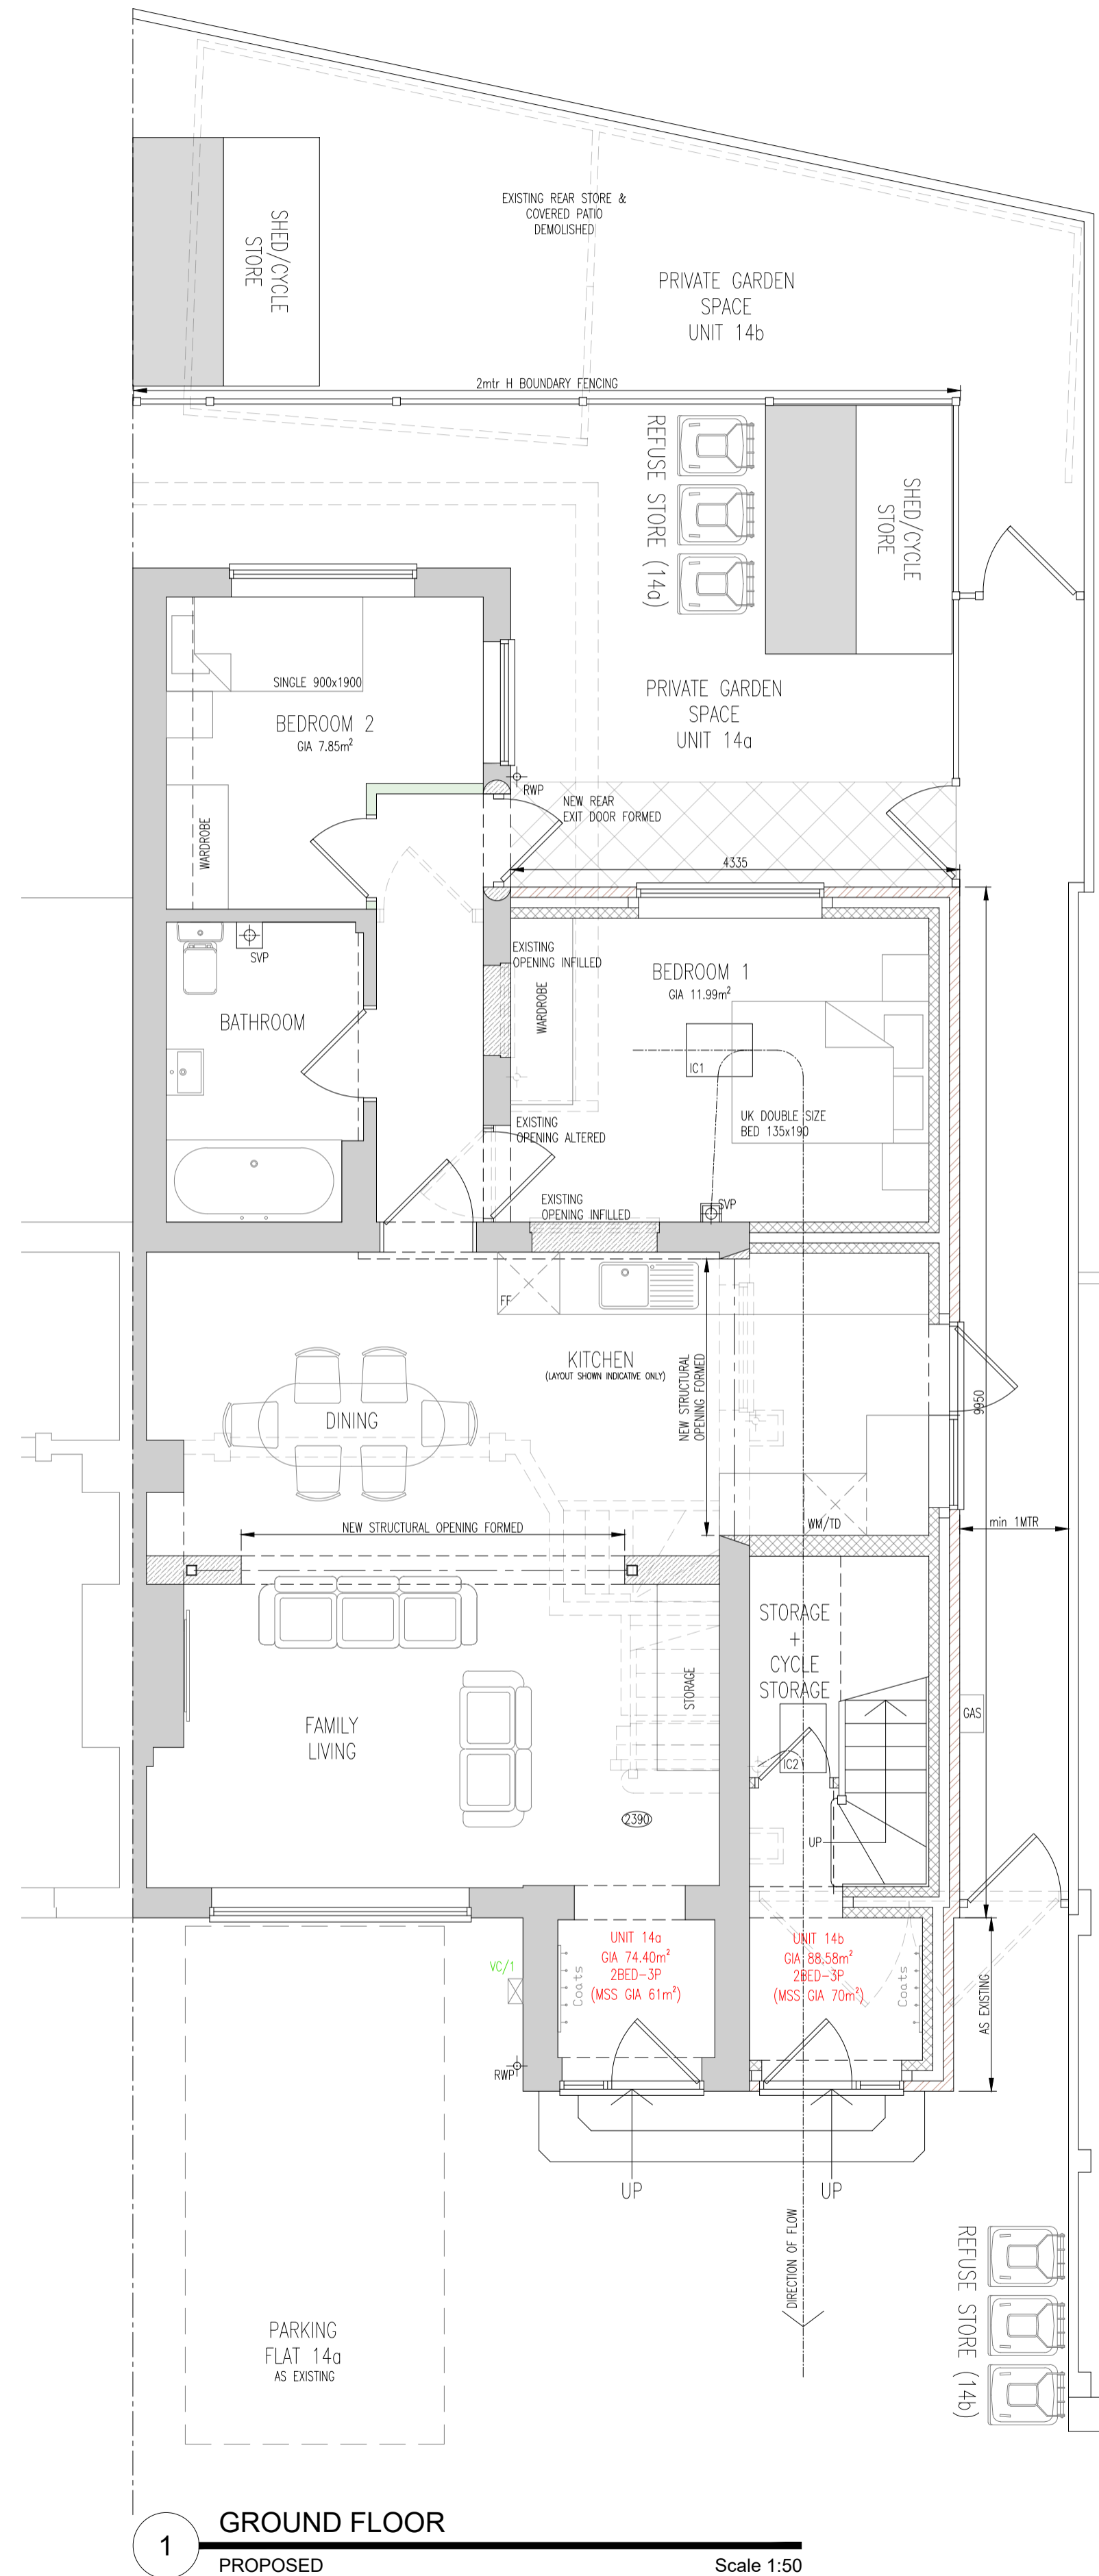 EXISTING REAR STORE &
COVERED PATIO
DEMOLISHED
SHED/CYCLE
STORE
PRIVATE GARDEN
SPACE
UNIT 14b
2mtr H BOUNDARY FENCING
REFUSE STORE (14a)
SHED/CYCLE
STORE
SINGLE 900x1900
BEDROOM 2
GIA 7.85m²
PRIVATE GARDEN
SPACE
UNIT 14a
RWP
NEW REAR
EXIT DOOR FORMED
WARDROBE
4335
SVP
EXISTING
OPENING INFILLED
BEDROOM 1
GIA 11.99m²
WARDROBE
BATHROOM
IC1
UK DOUBLE SIZE
BED 135x190
EXISTING
OPENING ALTERED
EXISTING
OPENING INFILLED
SVP
FF
KITCHEN
(LAYOUT SHOWN INDICATIVE ONLY)
NEW STRUCTURAL
OPENING FORMED
9950
DINING
NEW STRUCTURAL OPENING FORMED
WM/TD
min 1MTR
STORAGE
+
CYCLE
STORAGE
STORAGE
GAS
FAMILY
LIVING
IC2
2390
UP
UNIT 14a
GIA 74.40m²
2BED-3P
(MSS GIA 61m²)
UNIT 14b
GIA 88.58m²
2BED-3P
(MSS GIA 70m²)
VC/1
Coats
Coats
AS EXISTING
RWP
UP
UP
DIRECTION OF FLOW
REFUSE STORE (14b)
PARKING
FLAT 14a
AS EXISTING
1
GROUND FLOOR
PROPOSED
Scale 1:50